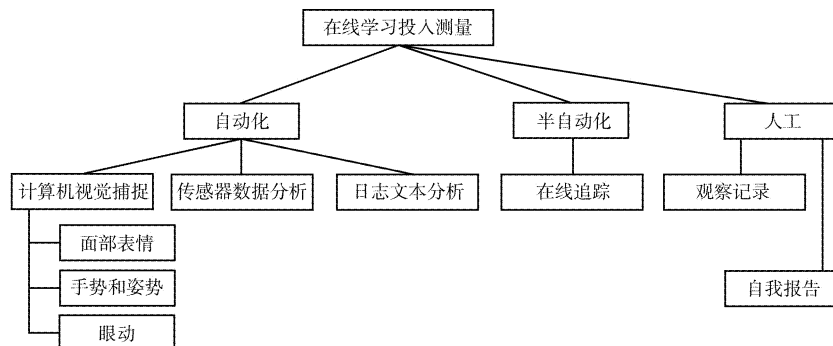 在线学习投入测量
自动化
半自动化
人工
计算机视觉捕捉
传感器数据分析
日志文本分析
在线追踪
观察记录
面部表情
手势和姿势
自我报告
眼动